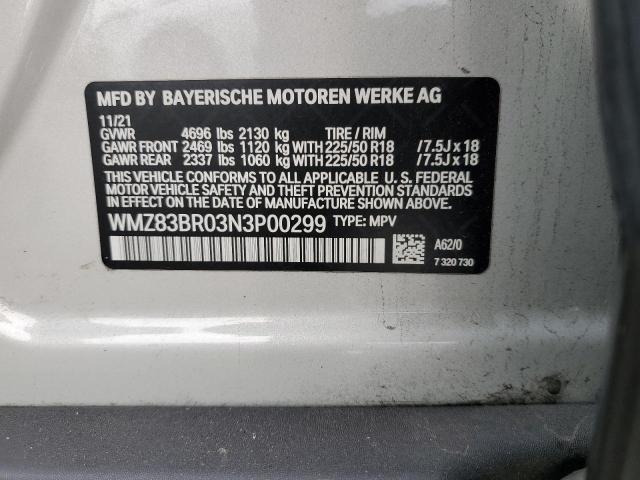 MFD BY BAYERISCHE MOTOREN WERKE AG
11/21
GVWR 4696 lbs 2130 kg TIRE / RIM
GAWR FRONT 2469 lbs 1120 kg WITH 225/50 R18 /7.5J x 18
GAWR REAR 2337 lbs 1060 kg WITH 225/50 R18 /7.5J x 18
THIS VEHICLE CONFORMS TO ALL APPLICABLE U. S. FEDERAL
MOTOR VEHICLE SAFETY, BUMPER, AND THEFT PREVENTION
STANDARDS IN EFFECT ON THE DATE OF MANUFACTURE SHOWN ABOVE.
WMZ83BR03N3P00299 TYPE: MPV
A62/0
7 320 730